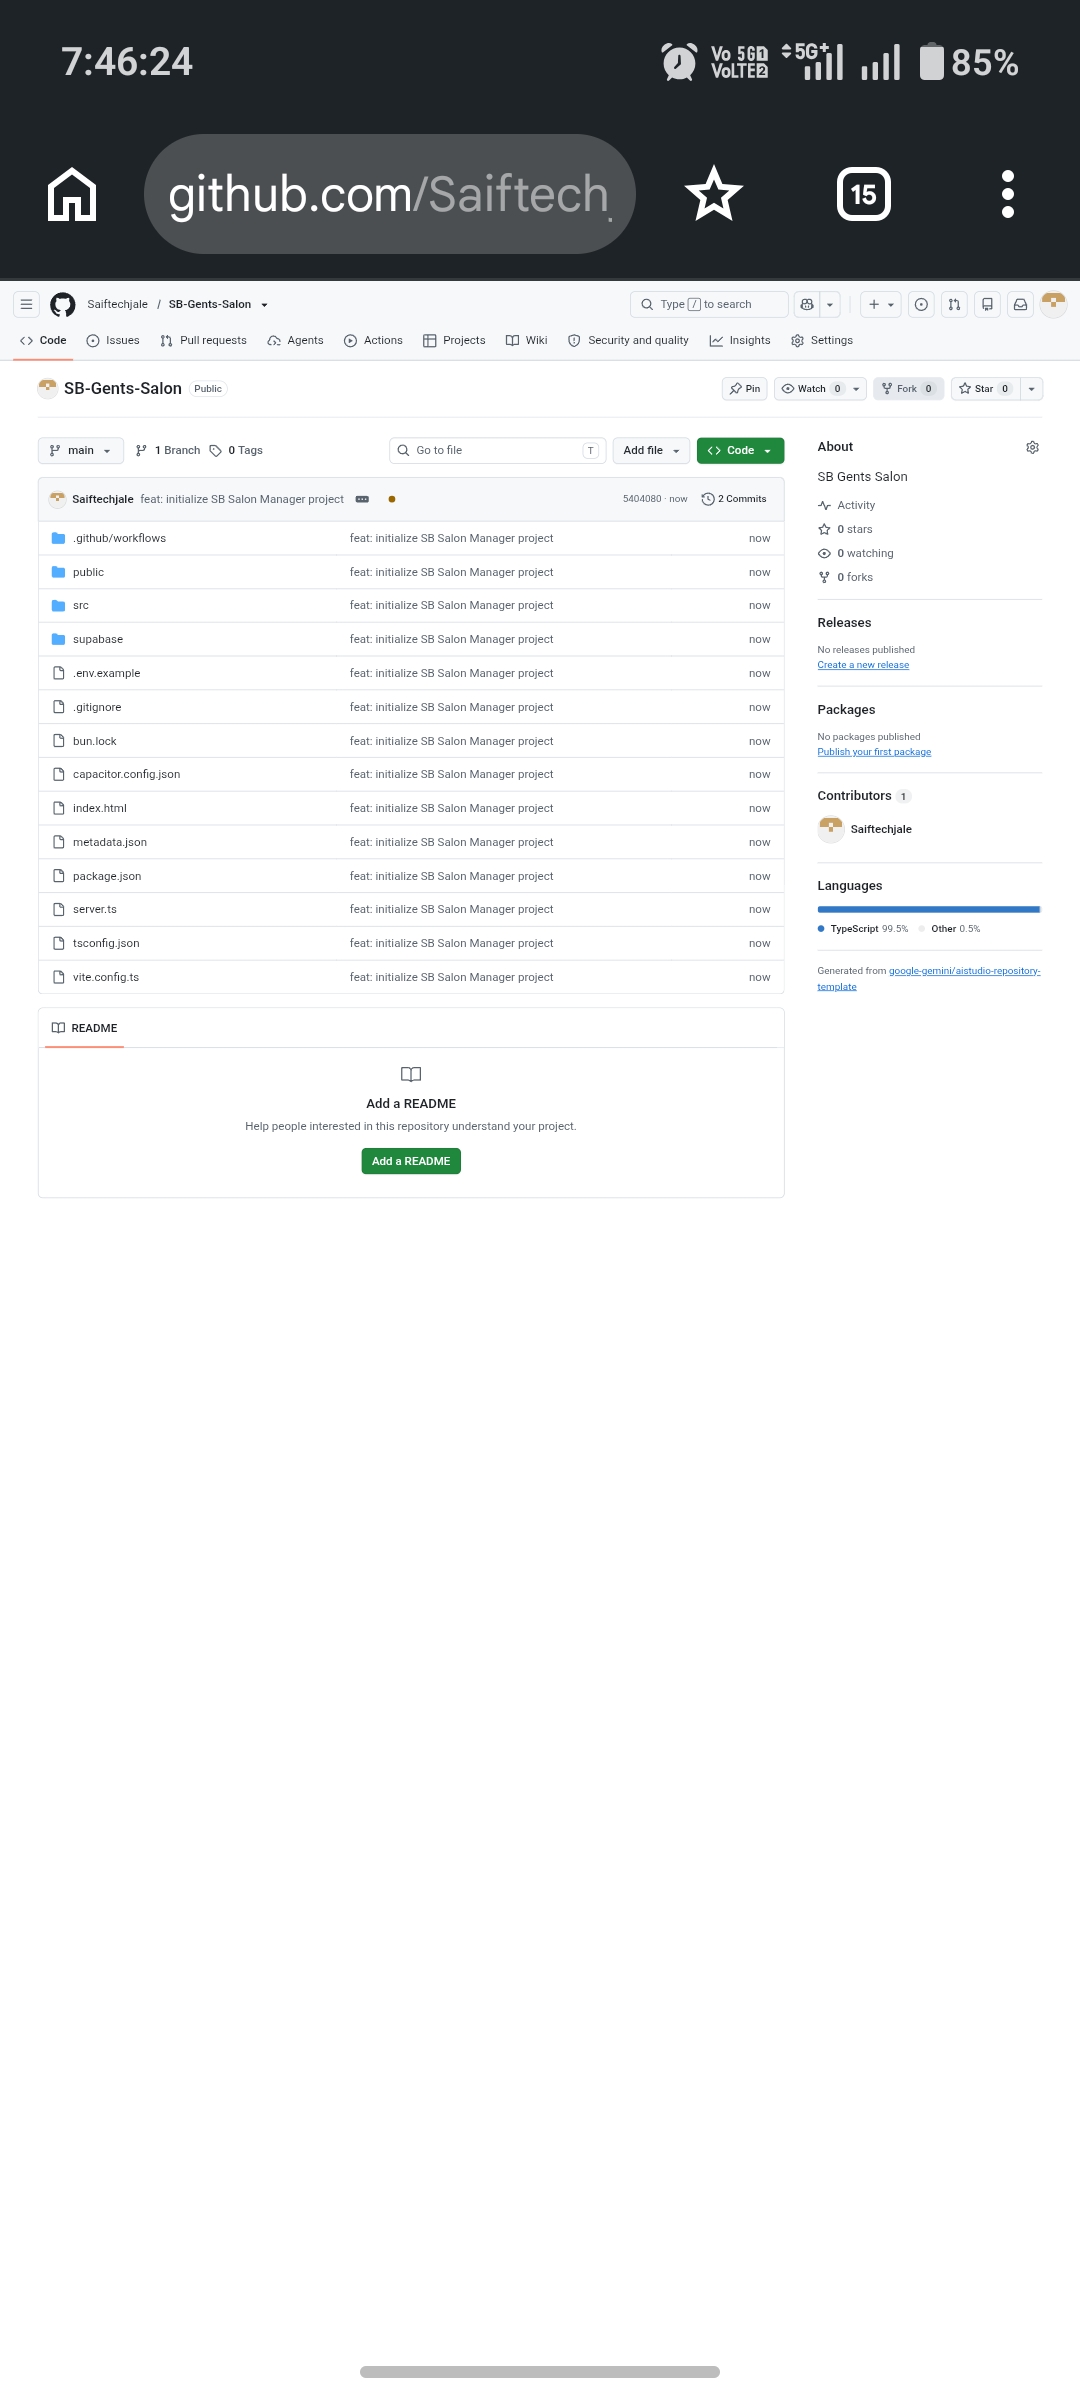 7:46:24
Vo 5G 1
VoLTE 2
5G+
85%
github.com/Saiftech
15
Saiftechjale / SB-Gents-Salon
Type / to search
Code
Issues
Pull requests
Agents
Actions
Projects
Wiki
Security and quality
Insights
Settings
SB-Gents-Salon Public
Pin
Watch 0
Fork 0
Star 0
main
1 Branch
0 Tags
Go to file T
Add file
Code
Saiftechjale feat: initialize SB Salon Manager project
5404080 · now
2 Commits
.github/workflows feat: initialize SB Salon Manager project now
public feat: initialize SB Salon Manager project now
src feat: initialize SB Salon Manager project now
supabase feat: initialize SB Salon Manager project now
.env.example feat: initialize SB Salon Manager project now
.gitignore feat: initialize SB Salon Manager project now
bun.lock feat: initialize SB Salon Manager project now
capacitor.config.json feat: initialize SB Salon Manager project now
index.html feat: initialize SB Salon Manager project now
metadata.json feat: initialize SB Salon Manager project now
package.json feat: initialize SB Salon Manager project now
server.ts feat: initialize SB Salon Manager project now
tsconfig.json feat: initialize SB Salon Manager project now
vite.config.ts feat: initialize SB Salon Manager project now
README
Add a README
Help people interested in this repository understand your project.
Add a README
About
SB Gents Salon
Activity
0 stars
0 watching
0 forks
Releases
No releases published
Create a new release
Packages
No packages published
Publish your first package
Contributors 1
Saiftechjale
Languages
TypeScript 99.5% Other 0.5%
Generated from google-gemini/aistudio-repository-
template